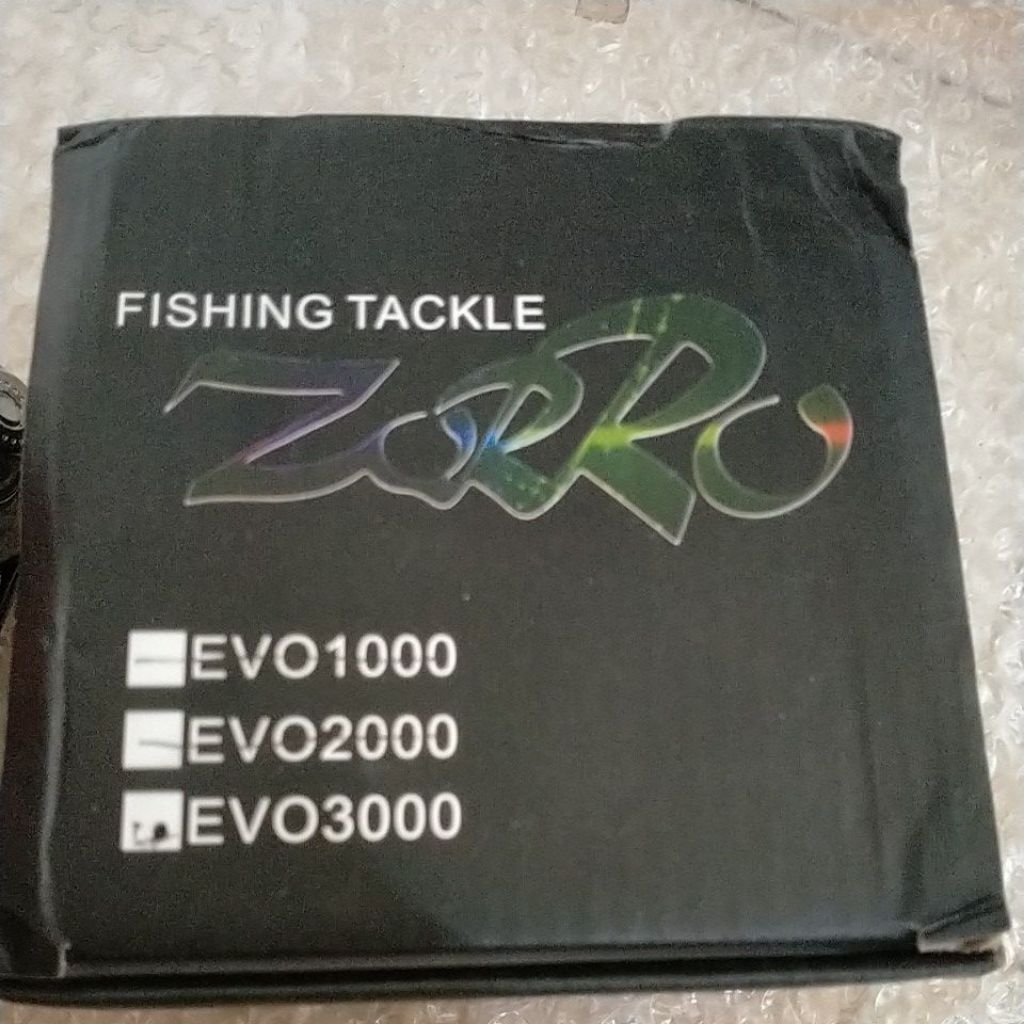 FISHING TACKLE
ZORRO
EVO1000
EVO2000
EVO3000